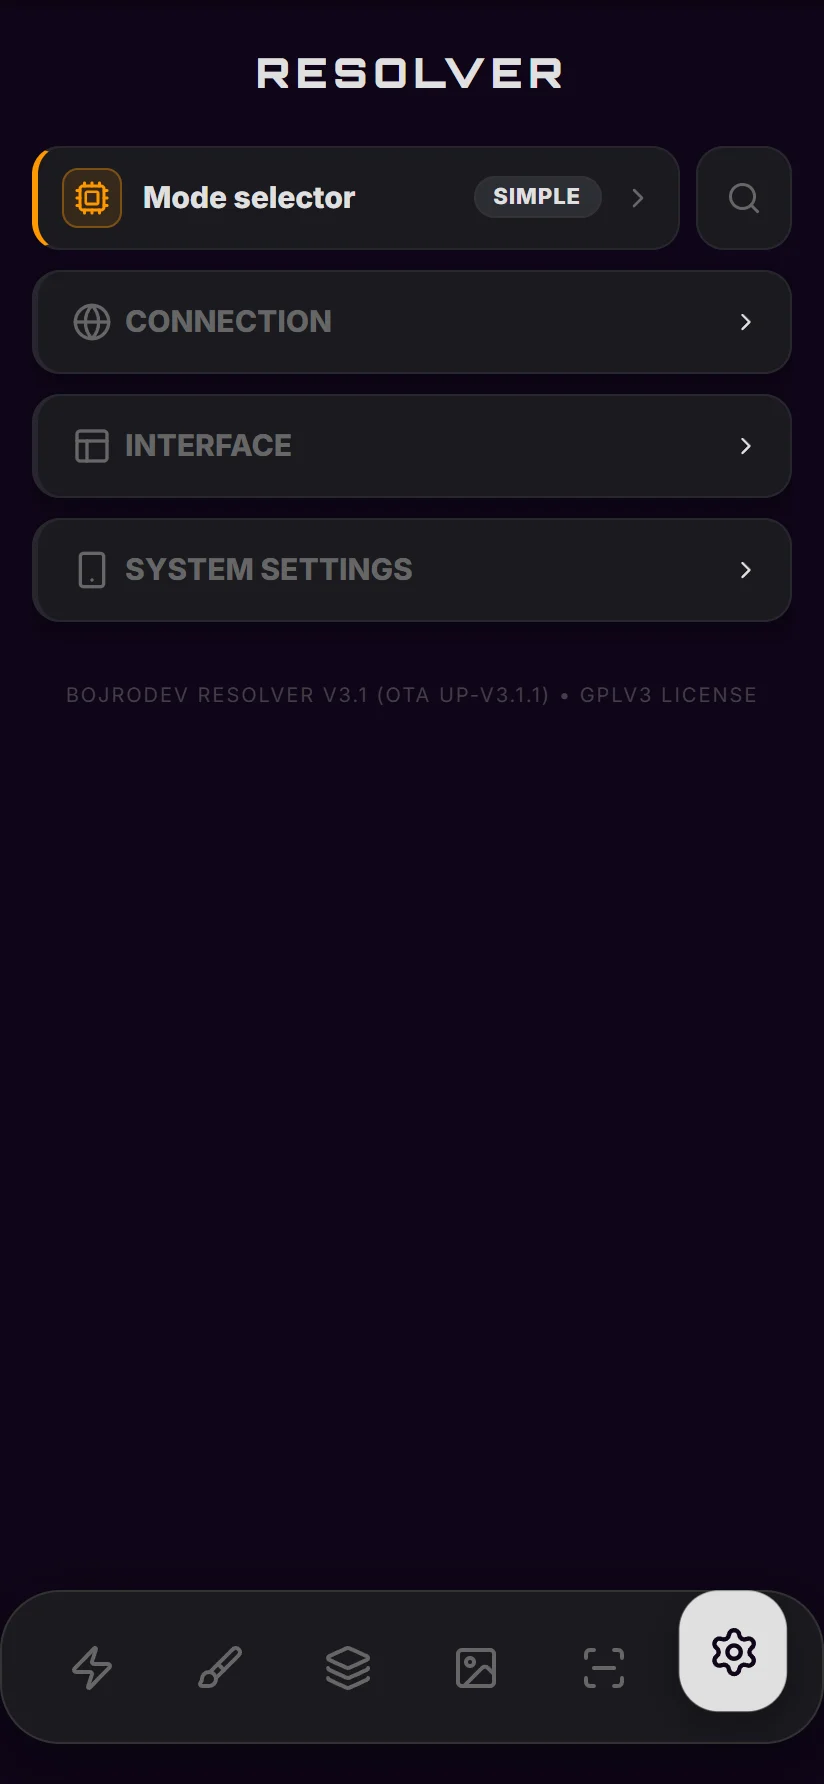 RESOLVER
Mode selector SIMPLE
CONNECTION
INTERFACE
SYSTEM SETTINGS
BOJRODEV RESOLVER V3.1 (OTA UP-V3.1.1) • GPLV3 LICENSE